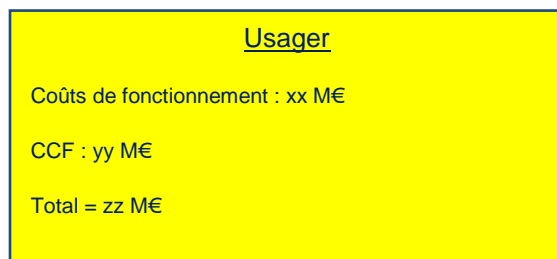 Usager
Coûts de fonctionnement : xx M€
CCF : yy M€
Total = zz M€